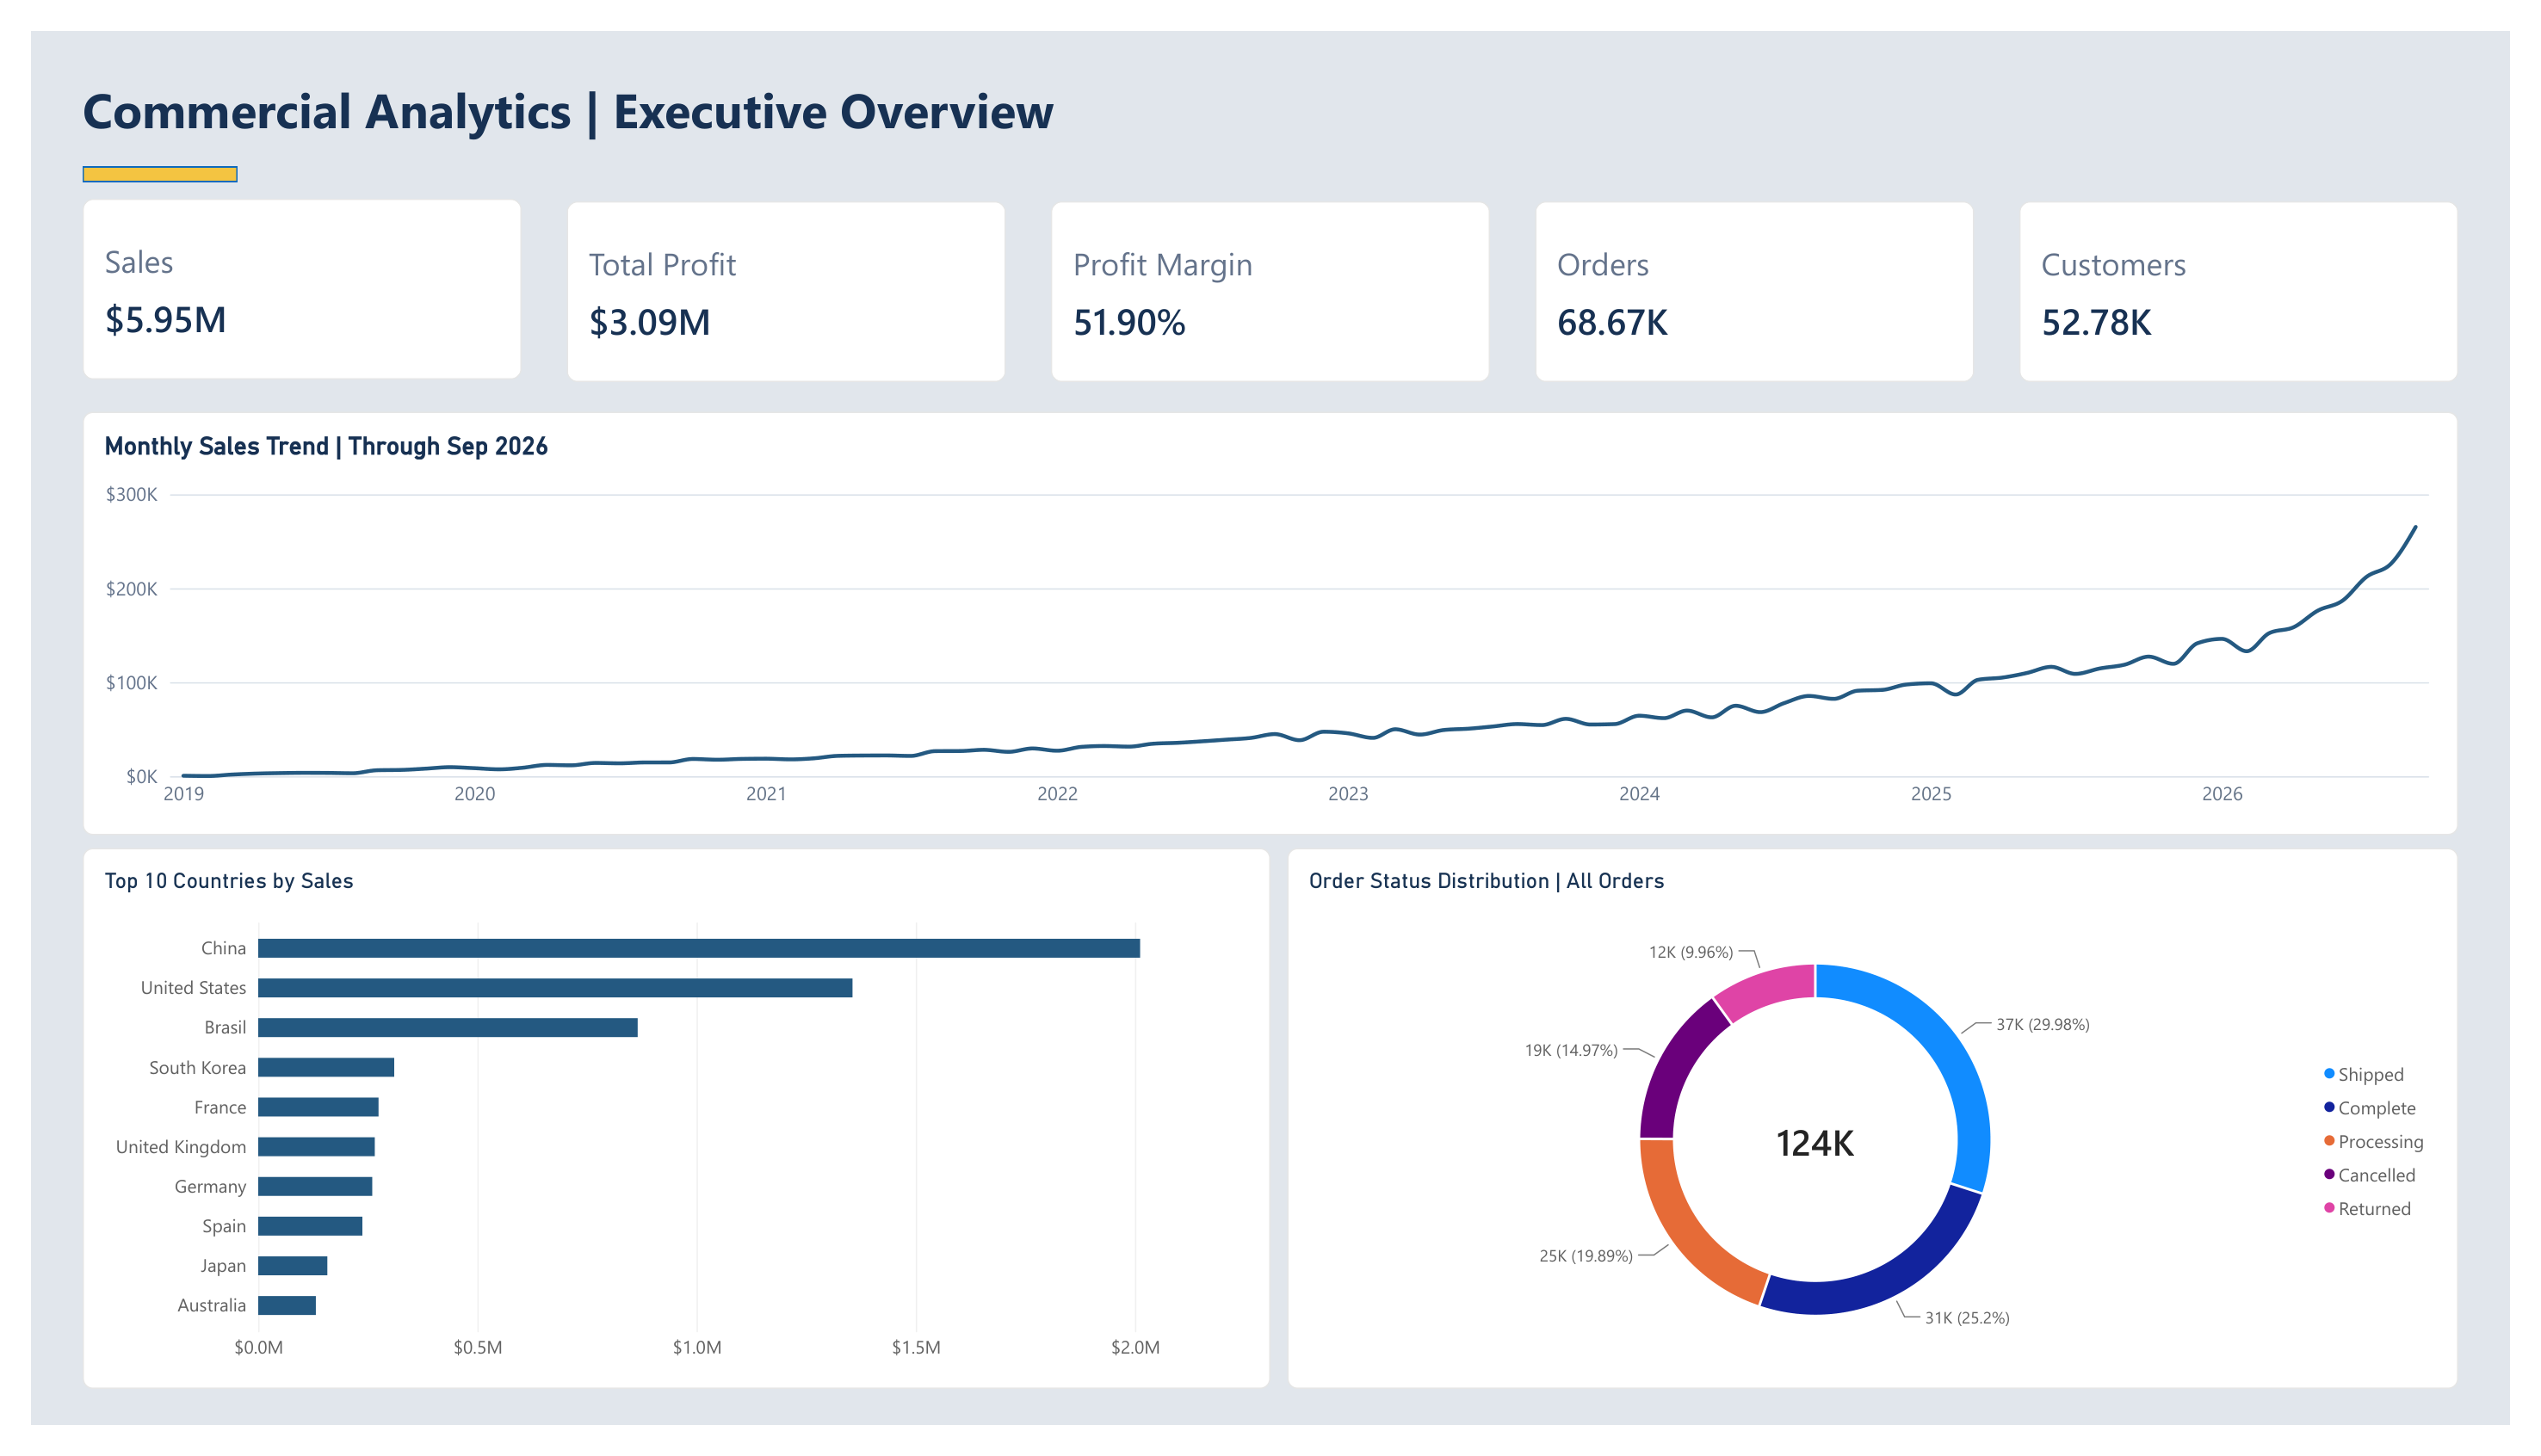 Commercial Analytics | Executive Overview
Sales
$5.95M
Total Profit
$3.09M
Profit Margin
51.90%
Orders
68.67K
Customers
52.78K
Monthly Sales Trend | Through Sep 2026
$300K
$200K
$100K
$0K
2019 2020 2021 2022 2023 2024 2025 2026
Top 10 Countries by Sales
China
United States
Brasil
South Korea
France
United Kingdom
Germany
Spain
Japan
Australia
$0.0M $0.5M $1.0M $1.5M $2.0M
Order Status Distribution | All Orders
12K (9.96%)
37K (29.98%)
19K (14.97%)
124K
25K (19.89%)
31K (25.2%)
Shipped
Complete
Processing
Cancelled
Returned